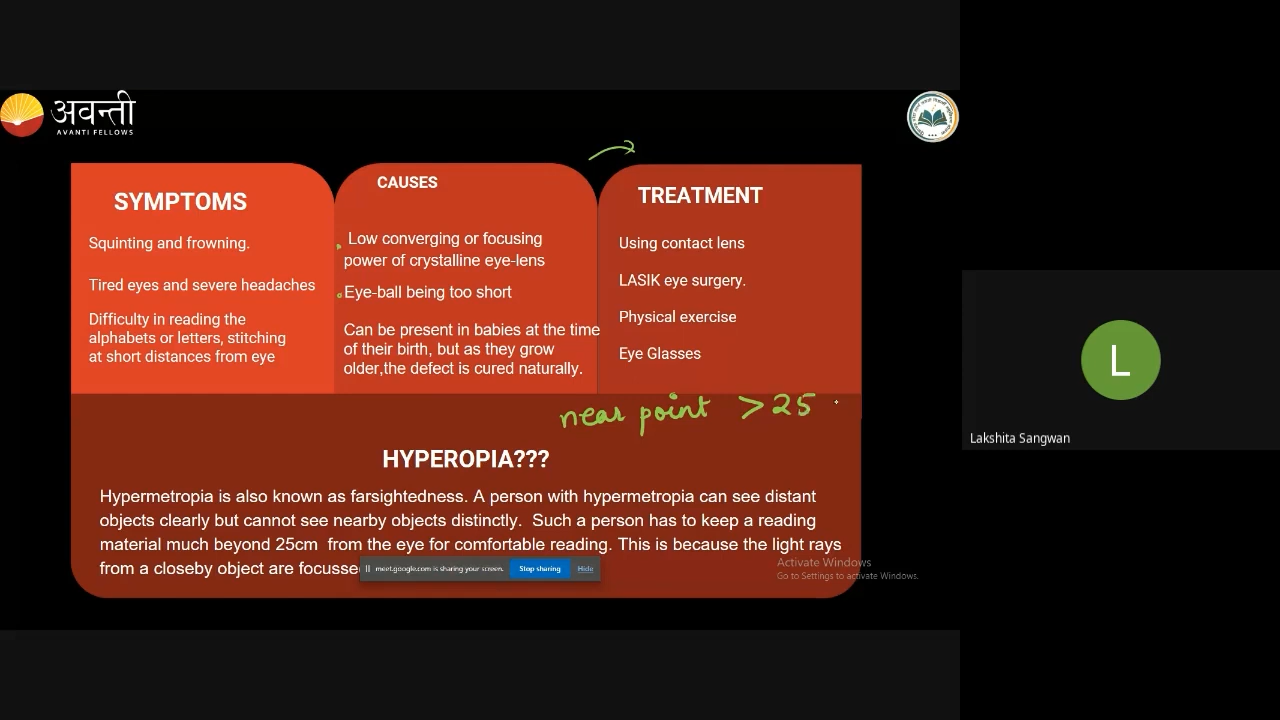 अवन्ती
AVANTI FELLOWS
SYMPTOMS
Squinting and frowning.
Tired eyes and severe headaches
Difficulty in reading the
alphabets or letters, stitching
at short distances from eye
CAUSES
Low converging or focusing
power of crystalline eye-lens
Eye-ball being too short
Can be present in babies at the time
of their birth, but as they grow
older,the defect is cured naturally.
TREATMENT
Using contact lens
LASIK eye surgery.
Physical exercise
Eye Glasses
near point >25
HYPEROPIA???
Hypermetropia is also known as farsightedness. A person with hypermetropia can see distant
objects clearly but cannot see nearby objects distinctly. Such a person has to keep a reading
material much beyond 25cm from the eye for comfortable reading. This is because the light rays
from a closeby object are focusse
meet.google.com is sharing your screen. Stop sharing Hide
Activate Windows
Go to Settings to activate Windows.
L
Lakshita Sangwan